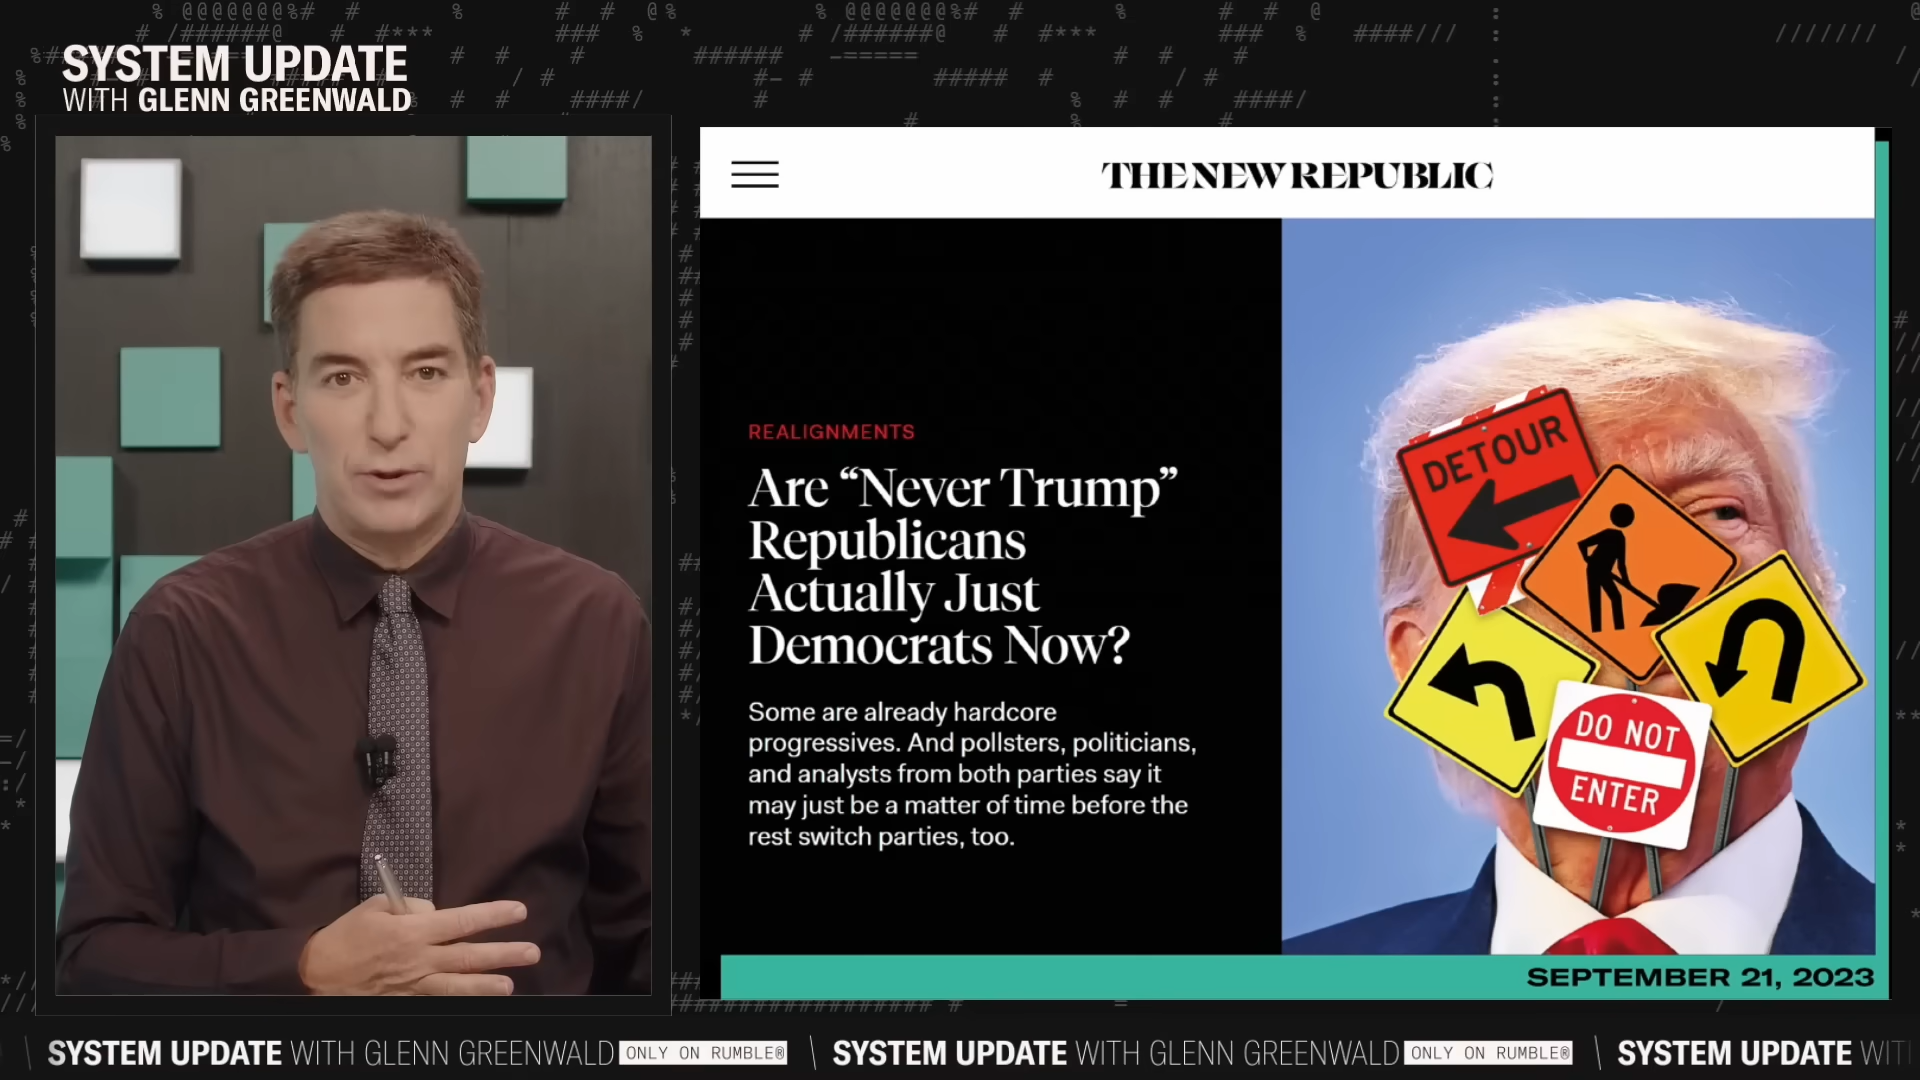 SYSTEM UPDATE
WITH GLENN GREENWALD
THE NEW REPUBLIC
REALIGNMENTS
Are “Never Trump”
Republicans
Actually Just
Democrats Now?
Some are already hardcore
progressives. And pollsters, politicians,
and analysts from both parties say it
may just be a matter of time before the
rest switch parties, too.
DETOUR
DO NOT
ENTER
SEPTEMBER 21, 2023
SYSTEM UPDATE WITH GLENN GREENWALD ONLY ON RUMBLE® \ SYSTEM UPDATE WITH GLENN GREENWALD ONLY ON RUMBLE® \ SYSTEM UPDATE WIT